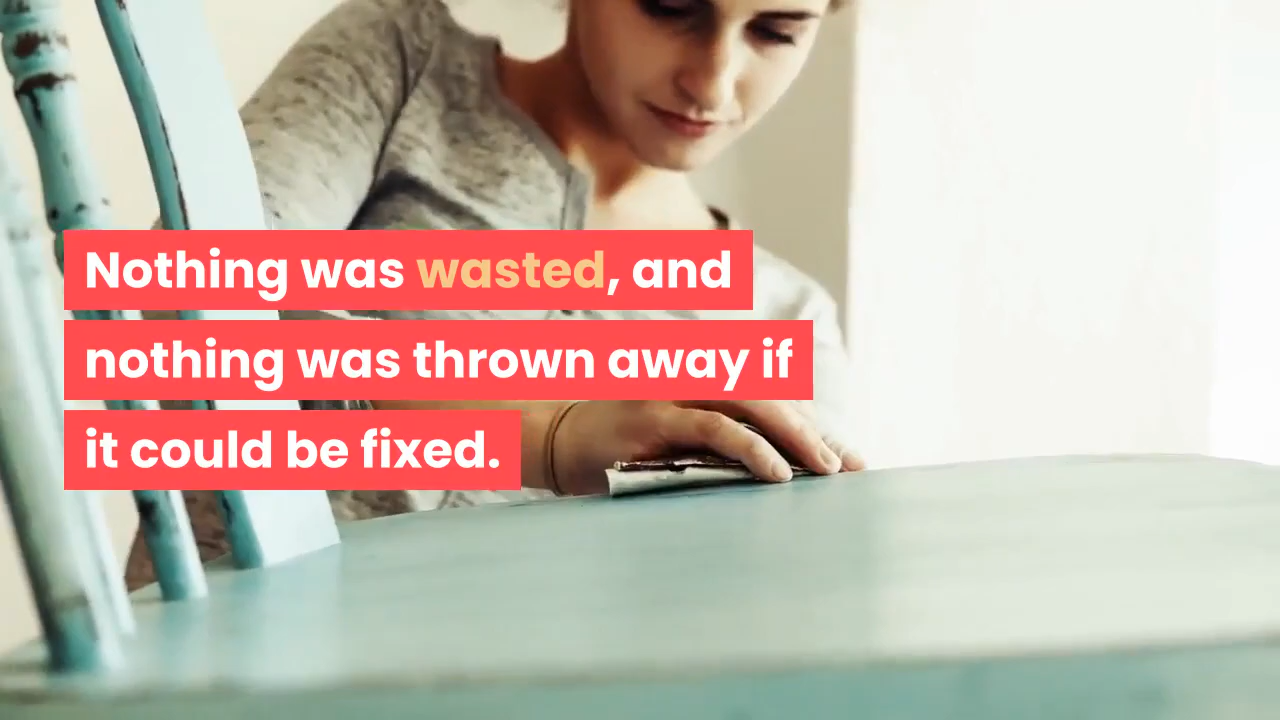 Nothing was wasted, and
nothing was thrown away if
it could be fixed.